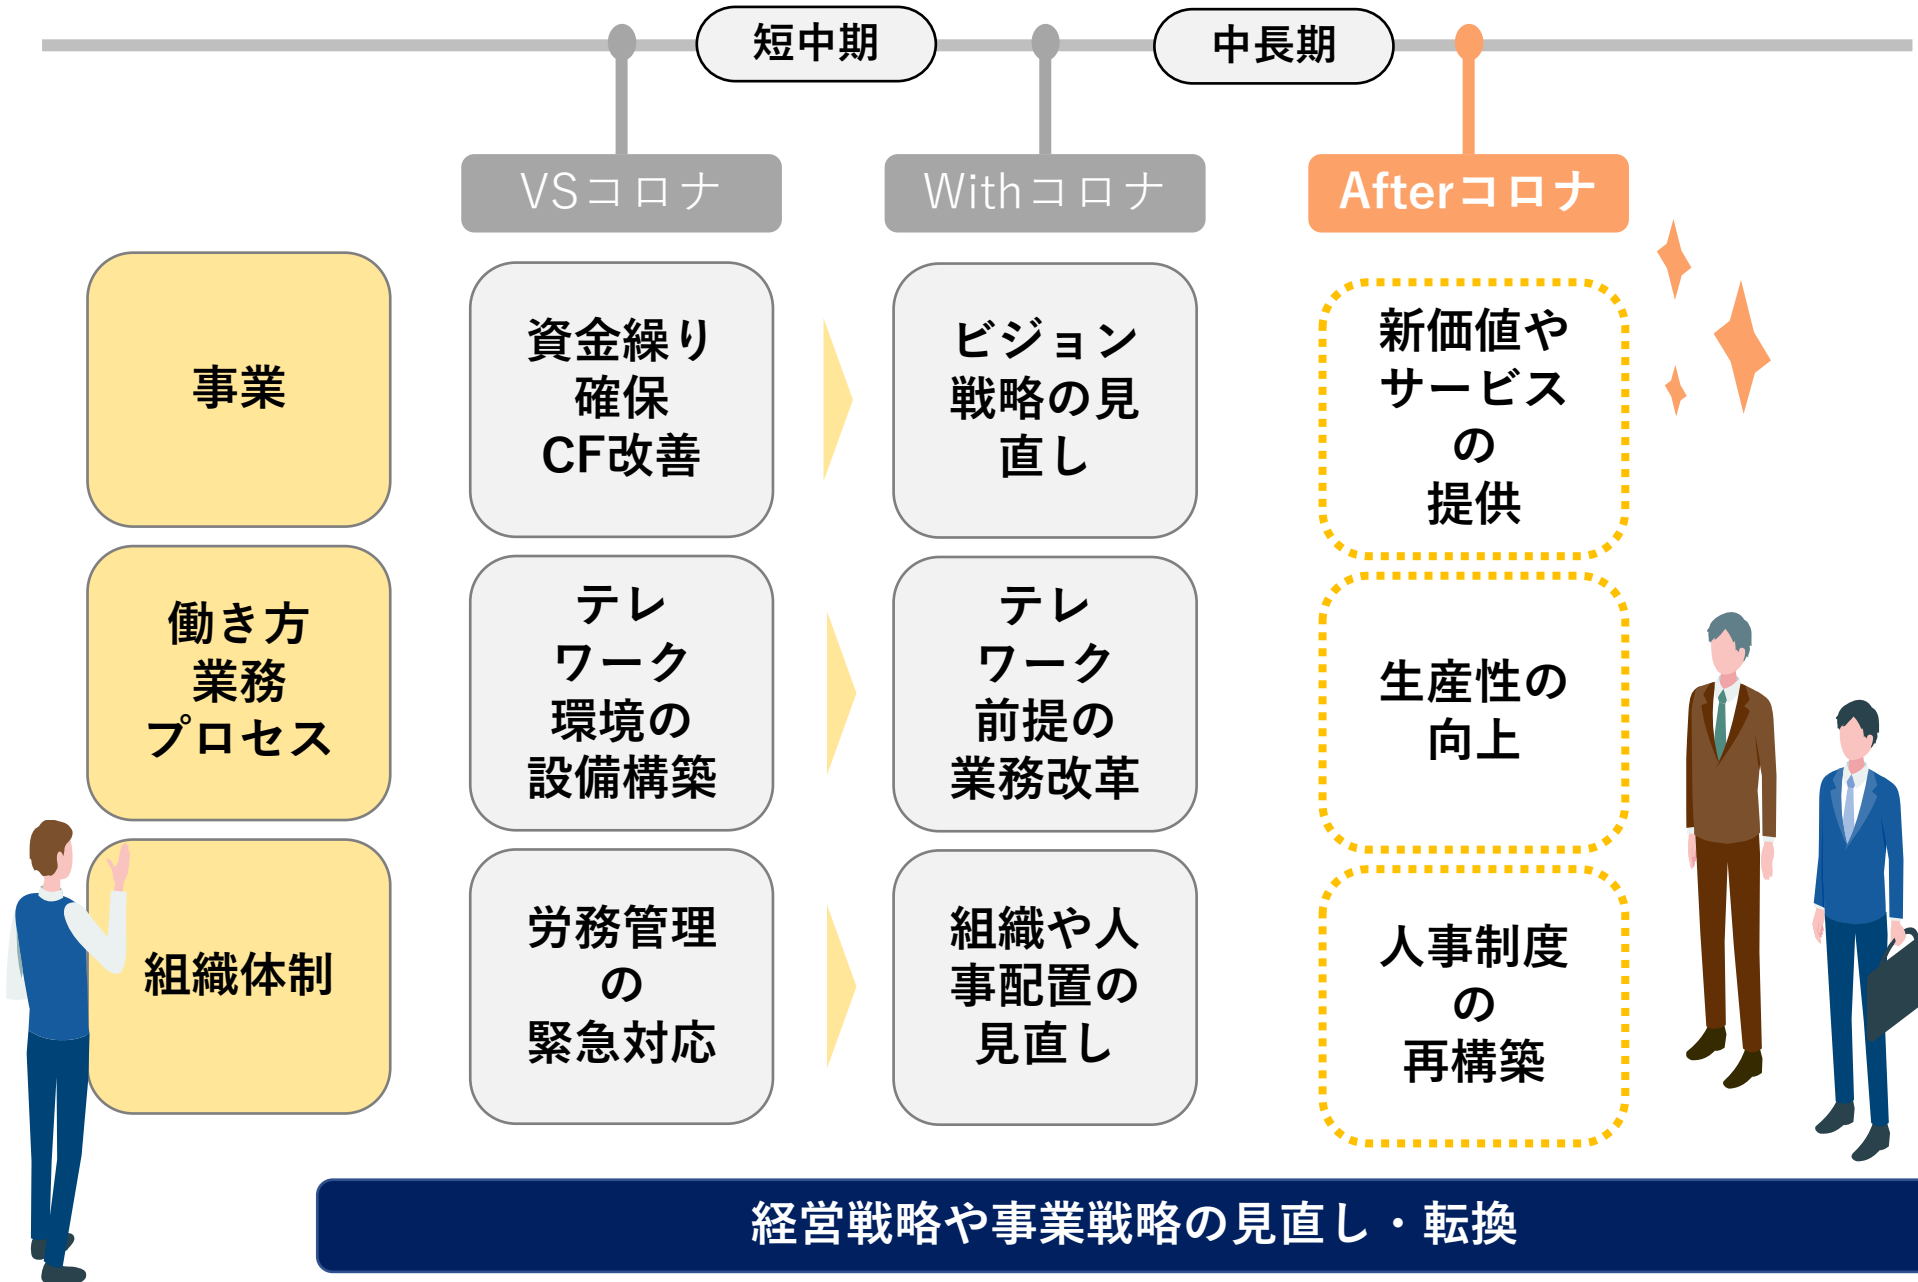 短中期
中長期
VSコロナ
Withコロナ
Afterコロナ
事業
資金繰り
確保
CF改善
ビジョン
戦略の見
直し
新価値や
サービス
の
提供
働き方
業務
プロセス
テレ
ワーク
環境の
設備構築
テレ
ワーク
前提の
業務改革
生産性の
向上
組織体制
労務管理
の
緊急対応
組織や人
事配置の
見直し
人事制度
の
再構築
経営戦略や事業戦略の見直し・転換